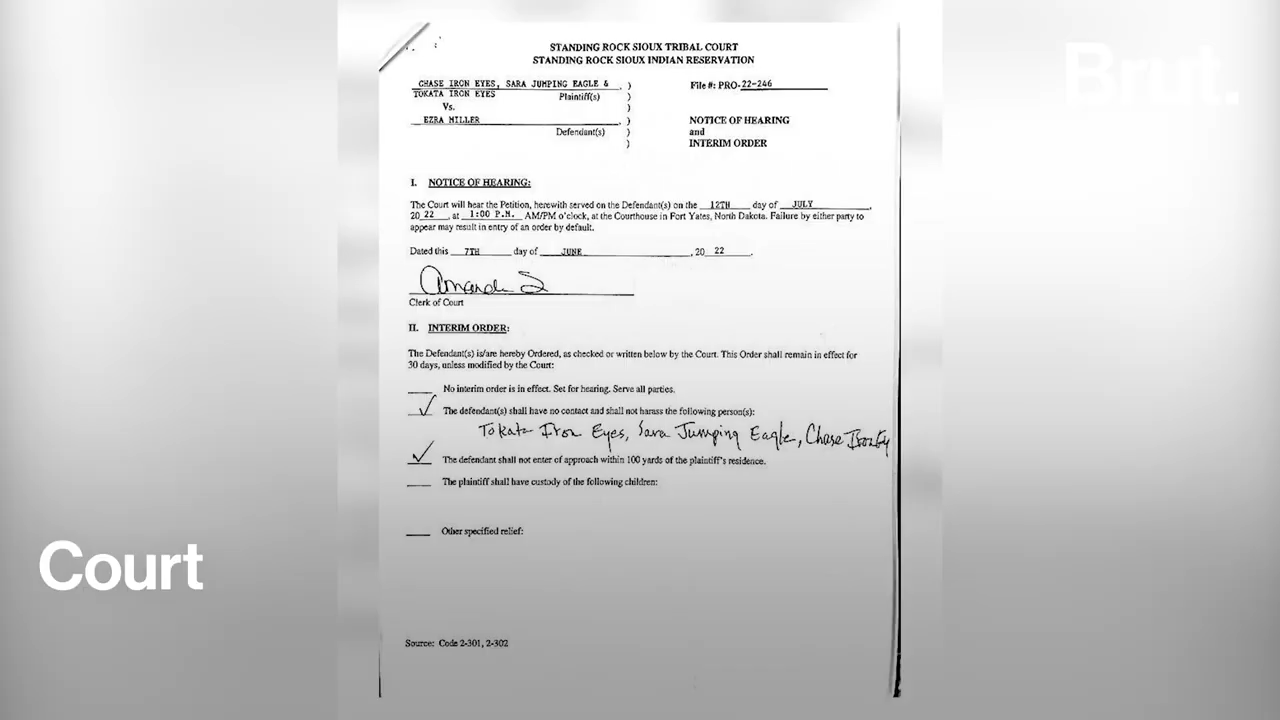 Brut.
STANDING ROCK SIOUX TRIBAL COURT
STANDING ROCK SIOUX INDIAN RESERVATION
CHASE IRON EYES, SARA JUMPING EAGLE & )
TOKATA IRON EYES Plaintiff(s) )
Vs. )
EZRA MILLER )
Defendant(s) )
)
File #: PRO-22-246
NOTICE OF HEARING
and
INTERIM ORDER
I. NOTICE OF HEARING:
The Court will hear the Petition, herewith served on the Defendant(s) on the 12TH day of JULY,
20 22, at 1:00 P.M. AM/PM o'clock, at the Courthouse in Fort Yates, North Dakota. Failure by either party to
appear may result in entry of an order by default.
Dated this 7TH day of JUNE, 20 22.
Amanda
Clerk of Court
II. INTERIM ORDER:
The Defendant(s) is/are hereby Ordered, as checked or written below by the Court. This Order shall remain in effect for
30 days, unless modified by the Court:
No interim order is in effect. Set for hearing. Serve all parties.
✓ The defendant(s) shall have no contact and shall not harass the following person(s):
Tokata Iron Eyes, Sara Jumping Eagle, Chase Iron Ey
✓ The defendant shall not enter of approach within 100 yards of the plaintiff's residence.
The plaintiff shall have custody of the following children:
Other specified relief:
Court
Source: Code 2-301, 2-302